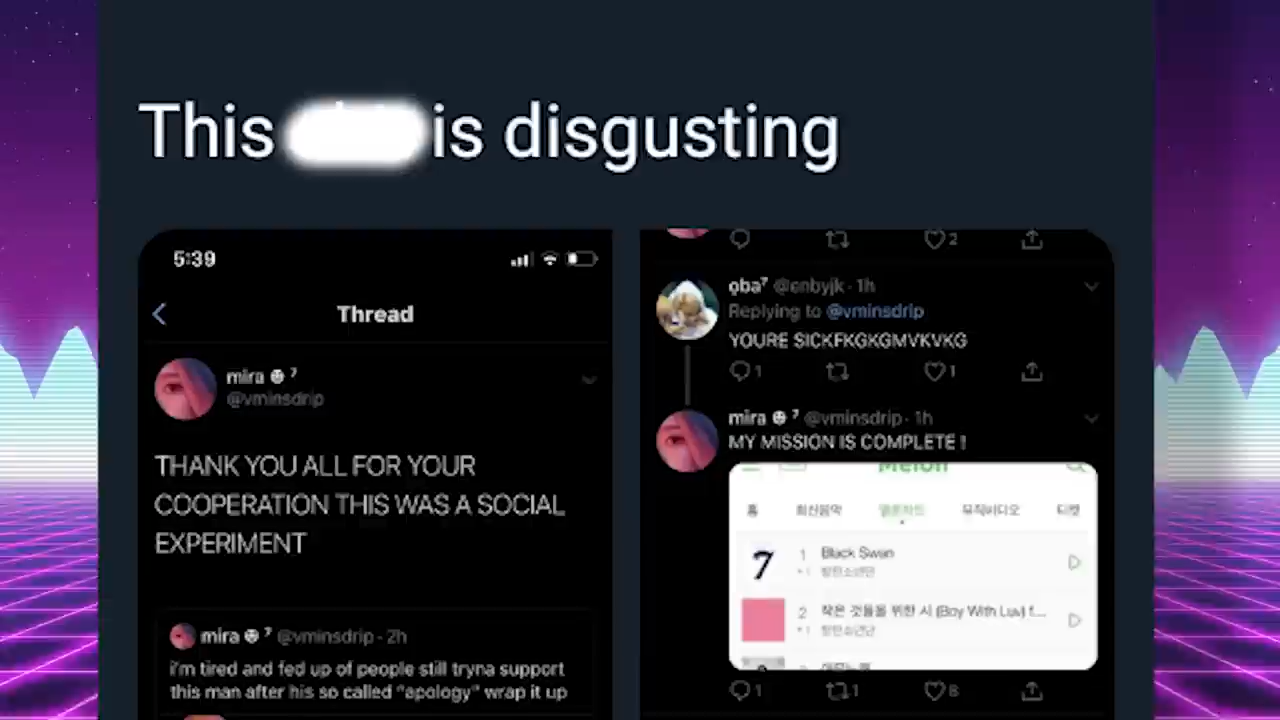 This is disgusting
5:39
Thread
mira ☻ ⁷
@vminsdrip
THANK YOU ALL FOR YOUR
COOPERATION THIS WAS A SOCIAL
EXPERIMENT
mira ☻ ⁷ @vminsdrip · 2h
i'm tired and fed up of people still tryna support
this man after his so called "apology" wrap it up
2
ọba⁷ @enbyjk · 1h
Replying to @vminsdrip
YOURE SICKFKGKGMVKVKG
1 1
mira ☻ ⁷ @vminsdrip · 1h
MY MISSION IS COMPLETE !
Melon
홈 최신음악 멜론차트 뮤직비디오 티켓
7 1 Black Swan
방탄소년단
2 작은 것들을 위한 시 (Boy With Luv) f...
방탄소년단
1 1 8